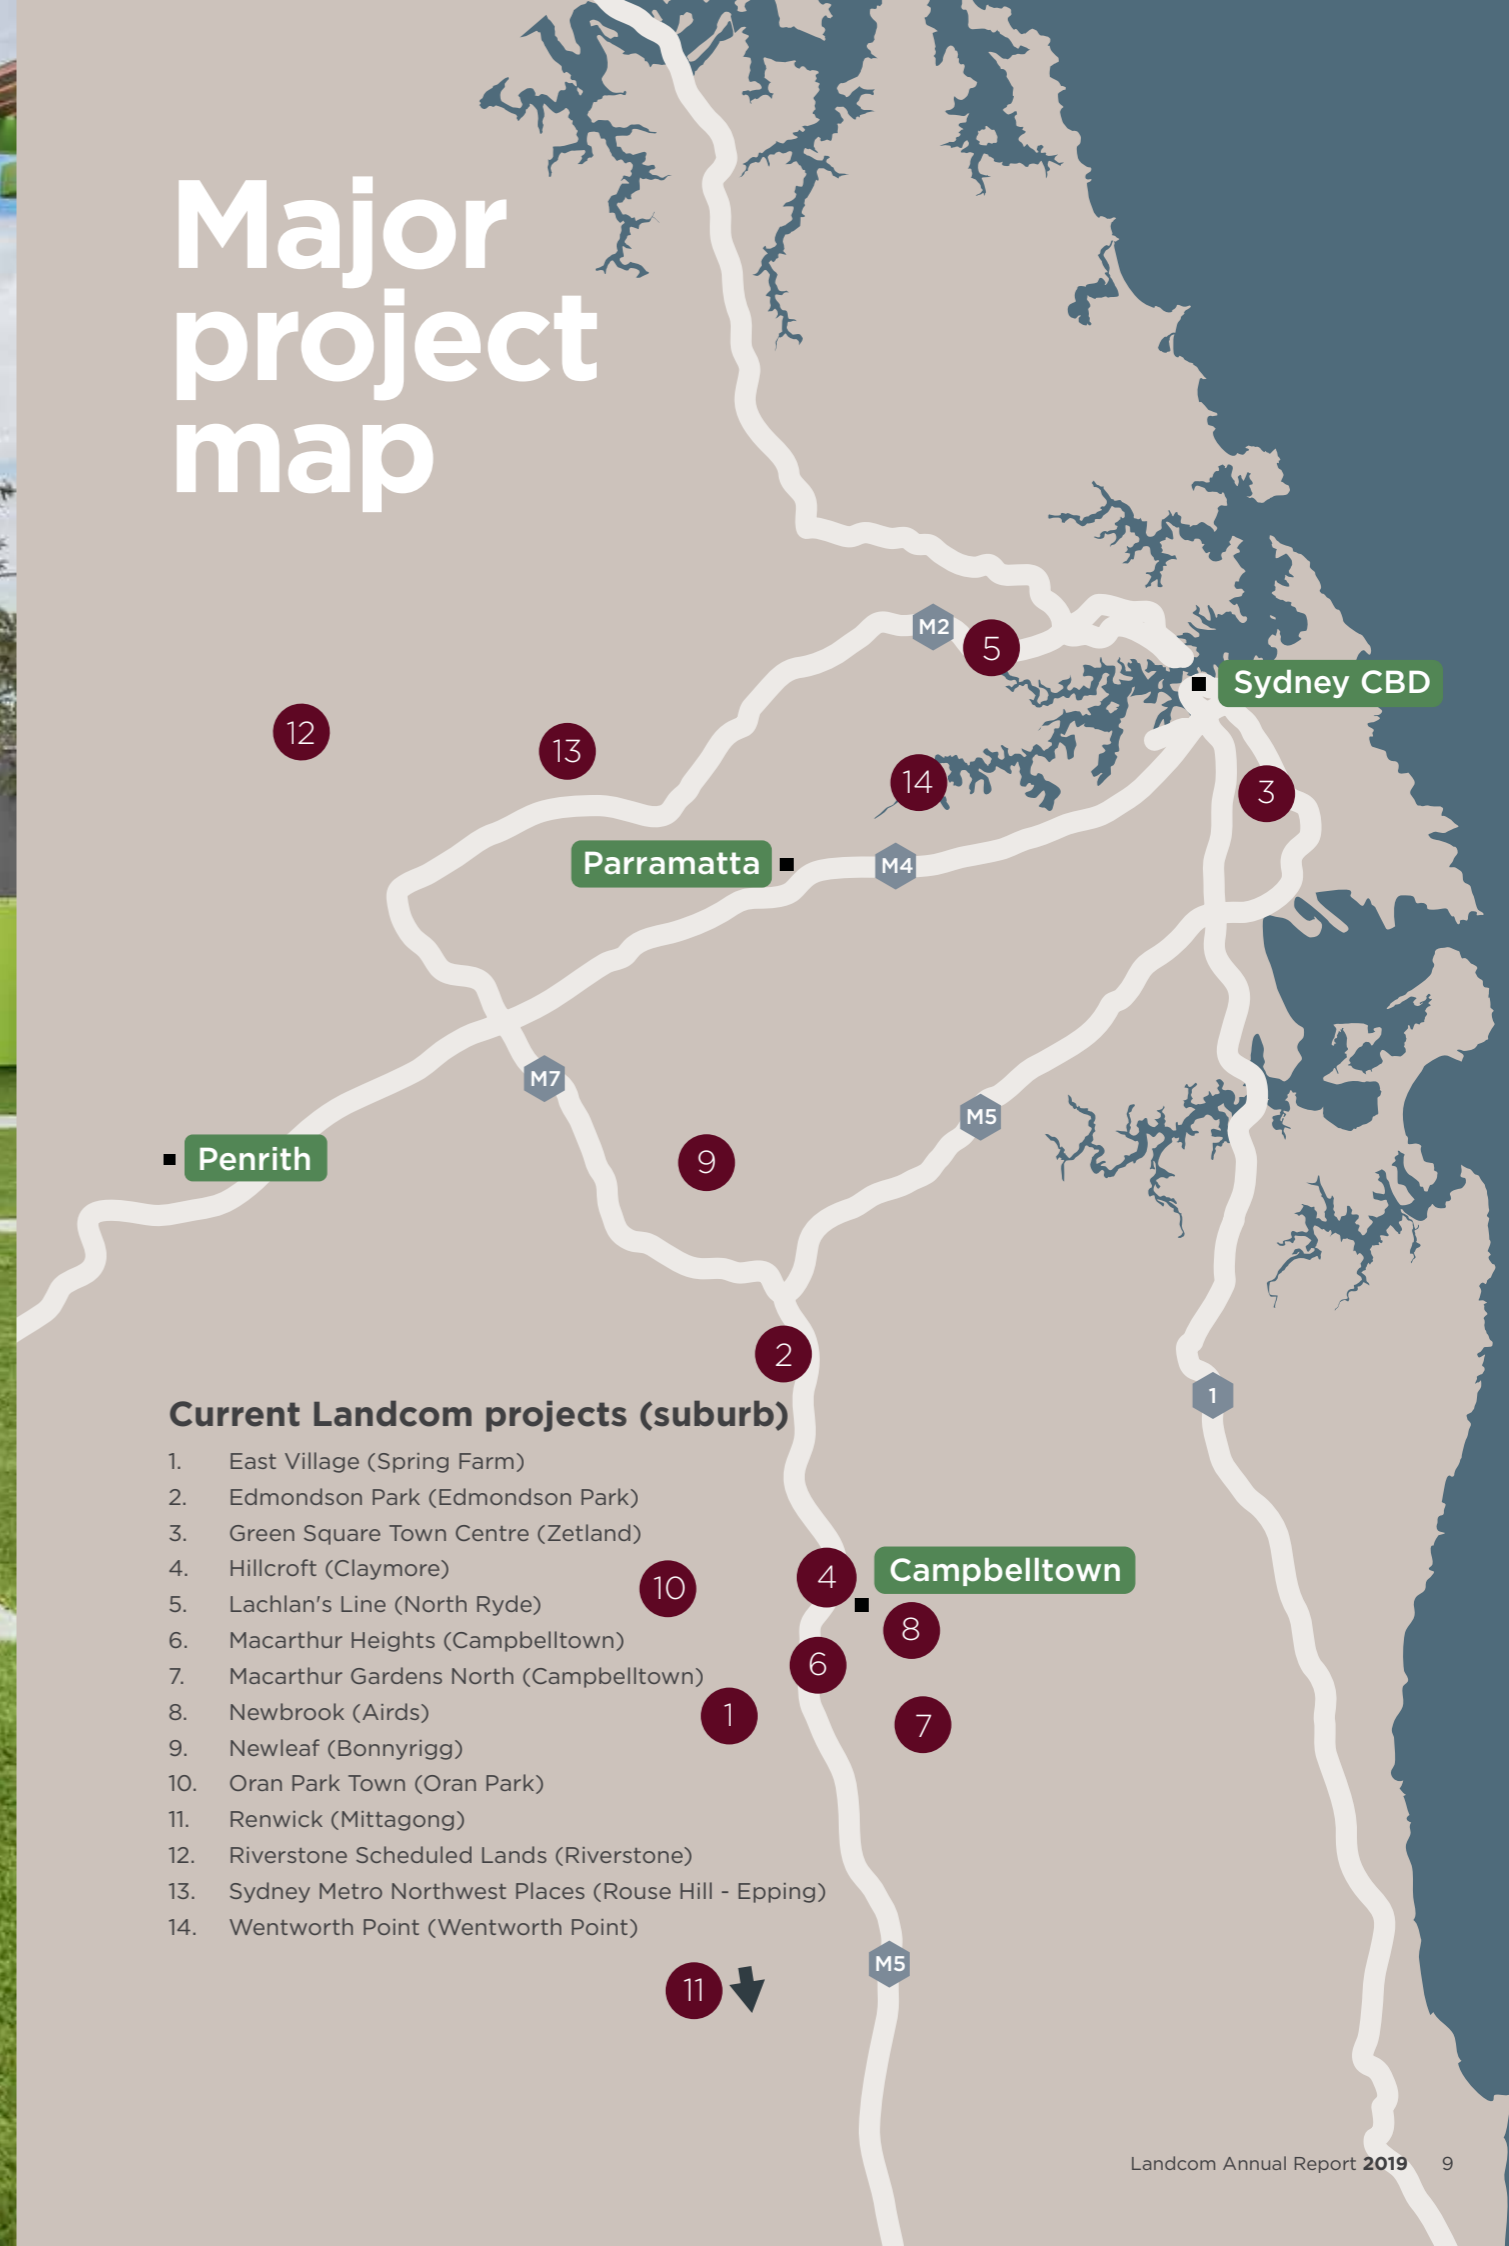 Major
project
map
M2
5
Sydney CBD
12
13
14
3
Parramatta
M4
M7
M5
Penrith
9
2
1
Current Landcom projects (suburb)
1. East Village (Spring Farm)
2. Edmondson Park (Edmondson Park)
3. Green Square Town Centre (Zetland)
4. Hillcroft (Claymore)
5. Lachlan's Line (North Ryde)
6. Macarthur Heights (Campbelltown)
7. Macarthur Gardens North (Campbelltown)
8. Newbrook (Airds)
9. Newleaf (Bonnyrigg)
10. Oran Park Town (Oran Park)
11. Renwick (Mittagong)
12. Riverstone Scheduled Lands (Riverstone)
13. Sydney Metro Northwest Places (Rouse Hill - Epping)
14. Wentworth Point (Wentworth Point)
10
4
Campbelltown
8
6
1
7
11
M5
Landcom Annual Report 2019 9